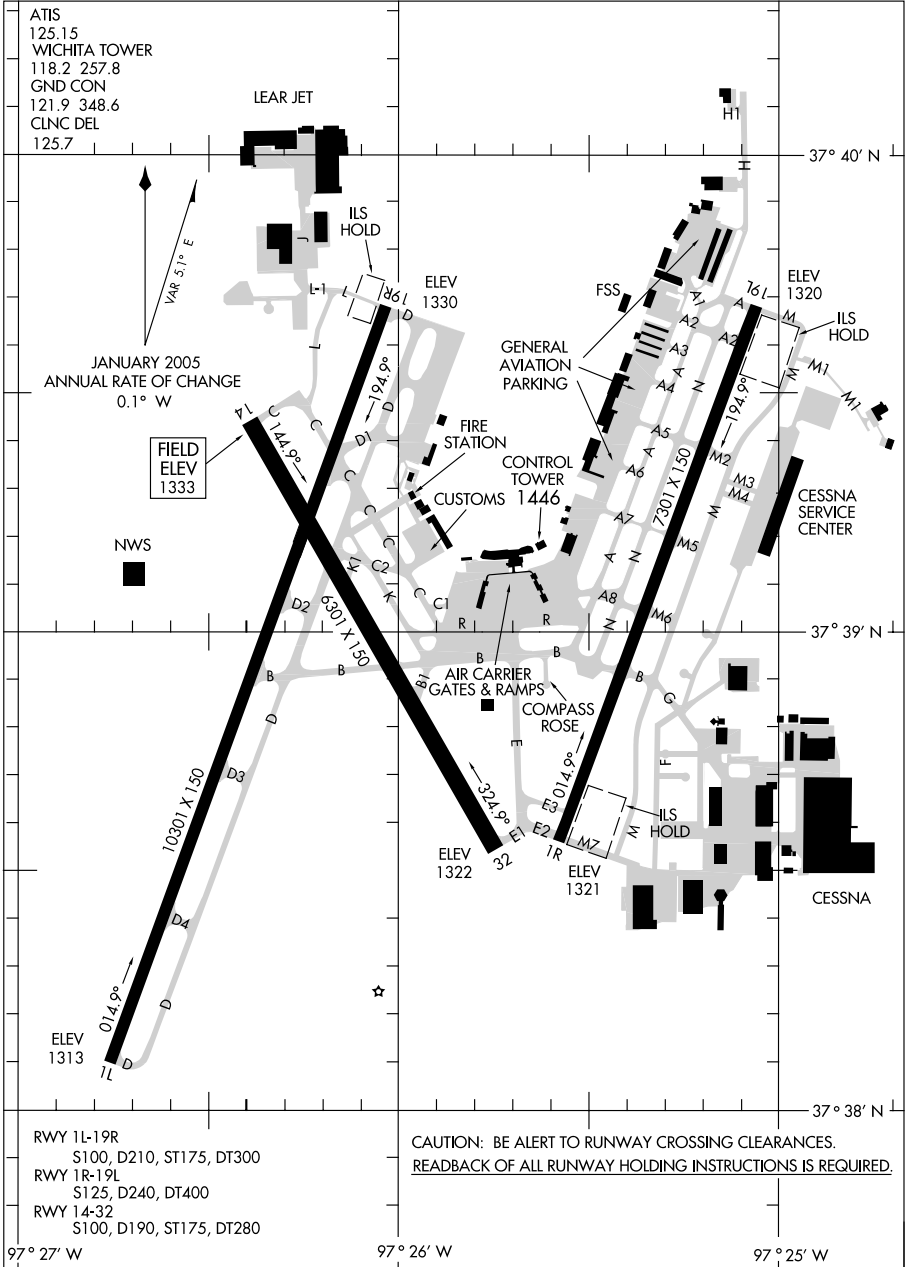 ATIS
125.15
WICHITA TOWER
118.2 257.8
GND CON
121.9 348.6
CLNC DEL
125.7
LEAR JET
H1
H
37° 40' N
VAR 5.1° E
JANUARY 2005
ANNUAL RATE OF CHANGE
0.1° W
J
ILS
HOLD
L-1
L
L
19R
D
ELEV
1330
FSS
A1
A2
A3
A4
A5
A6
A7
A8
A
A
A
N
N
N
19L
A
A2
ELEV
1320
M
ILS
HOLD
M
M1
M1
GENERAL
AVIATION
PARKING
194.9°
194.9°
14
C
C
144.9°
D
D1
FIELD
ELEV
1333
FIRE
STATION
CONTROL
TOWER
1446
CUSTOMS
7301 X 150
M2
M3
M4
M
M5
M6
CESSNA
SERVICE
CENTER
NWS
C
C
K1
C2
K
C
C1
D2
6301 X 150
R
R
37° 39' N
B
B
B1
B
B
G
AIR CARRIER
GATES & RAMPS
COMPASS
ROSE
D
D3
E
F
10301 X 150
014.9°
324.9°
E3
E1
E2
M7
M
ILS
HOLD
ELEV
1322
32
1R
ELEV
1321
CESSNA
D4
D
014.9°
ELEV
1313
1L
D
37° 38' N
RWY 1L-19R
S100, D210, ST175, DT300
RWY 1R-19L
S125, D240, DT400
RWY 14-32
S100, D190, ST175, DT280
CAUTION: BE ALERT TO RUNWAY CROSSING CLEARANCES.
READBACK OF ALL RUNWAY HOLDING INSTRUCTIONS IS REQUIRED.
97° 27' W
97° 26' W
97° 25' W